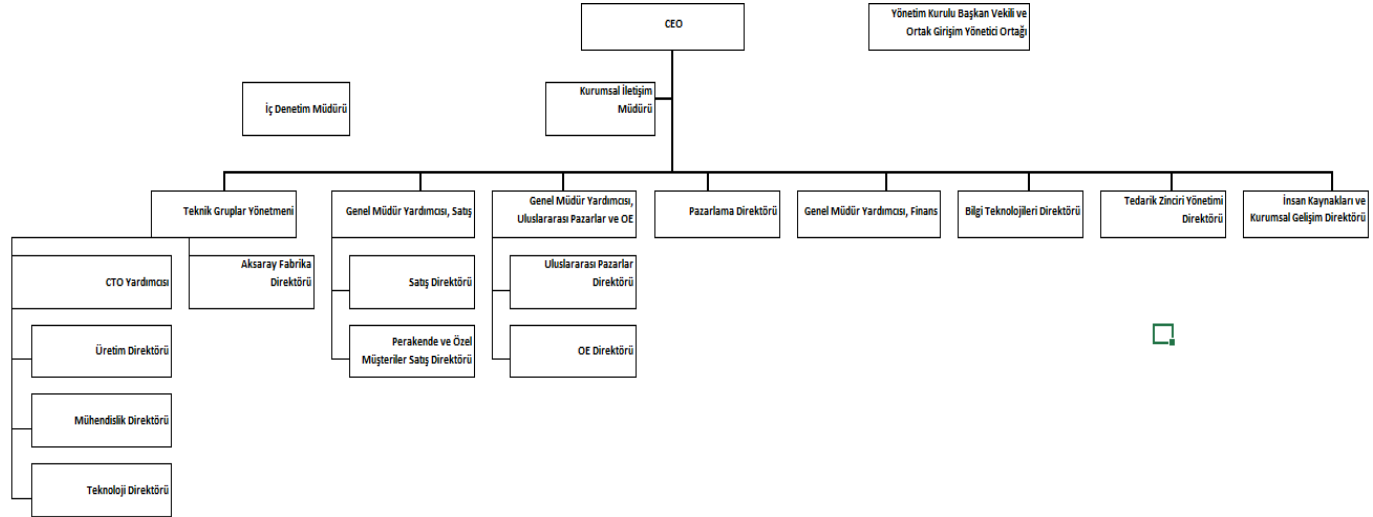 CEO
Yönetim Kurulu Başkan Vekili ve
Ortak Girişim Yönetici Ortağı
İç Denetim Müdürü
Kurumsal İletişim
Müdürü
Teknik Gruplar Yönetmeni
Genel Müdür Yardımcısı, Satış
Genel Müdür Yardımcısı,
Uluslararası Pazarlar ve OE
Pazarlama Direktörü
Genel Müdür Yardımcısı, Finans
Bilgi Teknolojileri Direktörü
Tedarik Zinciri Yönetimi
Direktörü
İnsan Kaynakları ve
Kurumsal Gelişim Direktörü
CTO Yardımcısı
Aksaray Fabrika
Direktörü
Satış Direktörü
Uluslararası Pazarlar
Direktörü
Üretim Direktörü
Perakende ve Özel
Müşteriler Satış Direktörü
OE Direktörü
Mühendislik Direktörü
Teknoloji Direktörü